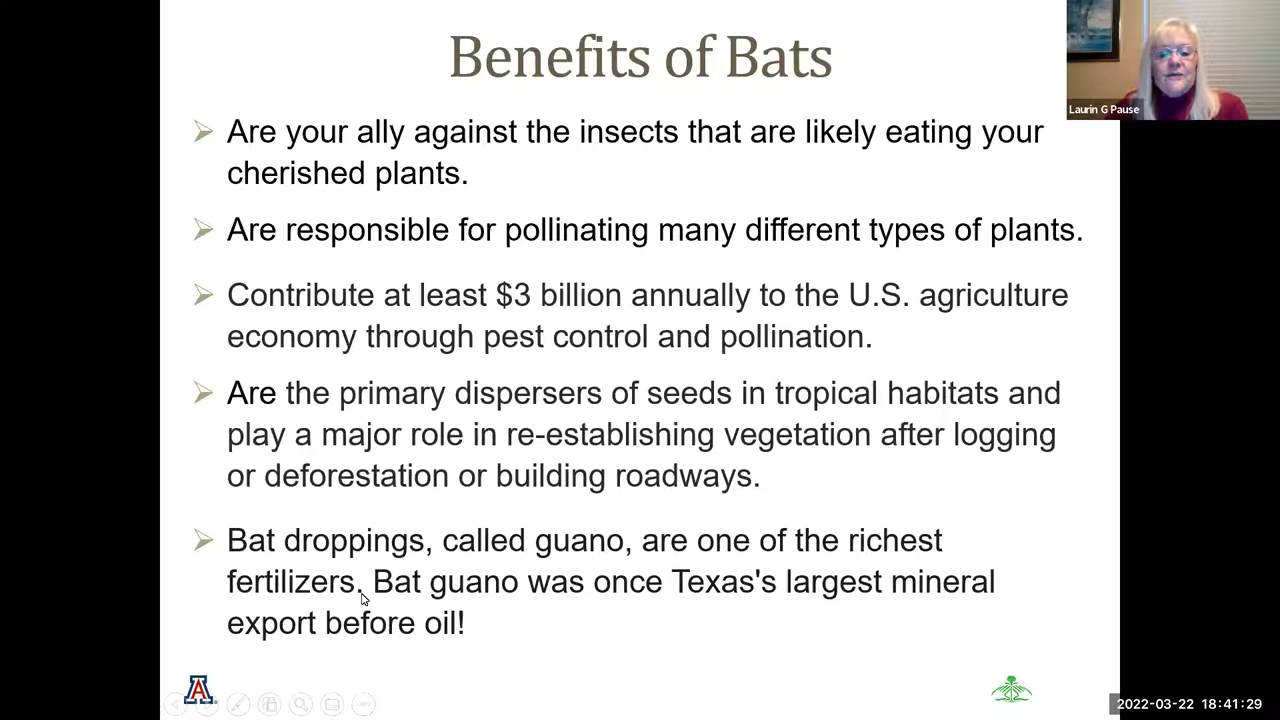 Benefits of Bats
Laurin G Pause
Are your ally against the insects that are likely eating your
cherished plants.
Are responsible for pollinating many different types of plants.
Contribute at least $3 billion annually to the U.S. agriculture
economy through pest control and pollination.
Are the primary dispersers of seeds in tropical habitats and
play a major role in re-establishing vegetation after logging
or deforestation or building roadways.
Bat droppings, called guano, are one of the richest
fertilizers. Bat guano was once Texas's largest mineral
export before oil!
A
2022-03-22 18:41:29